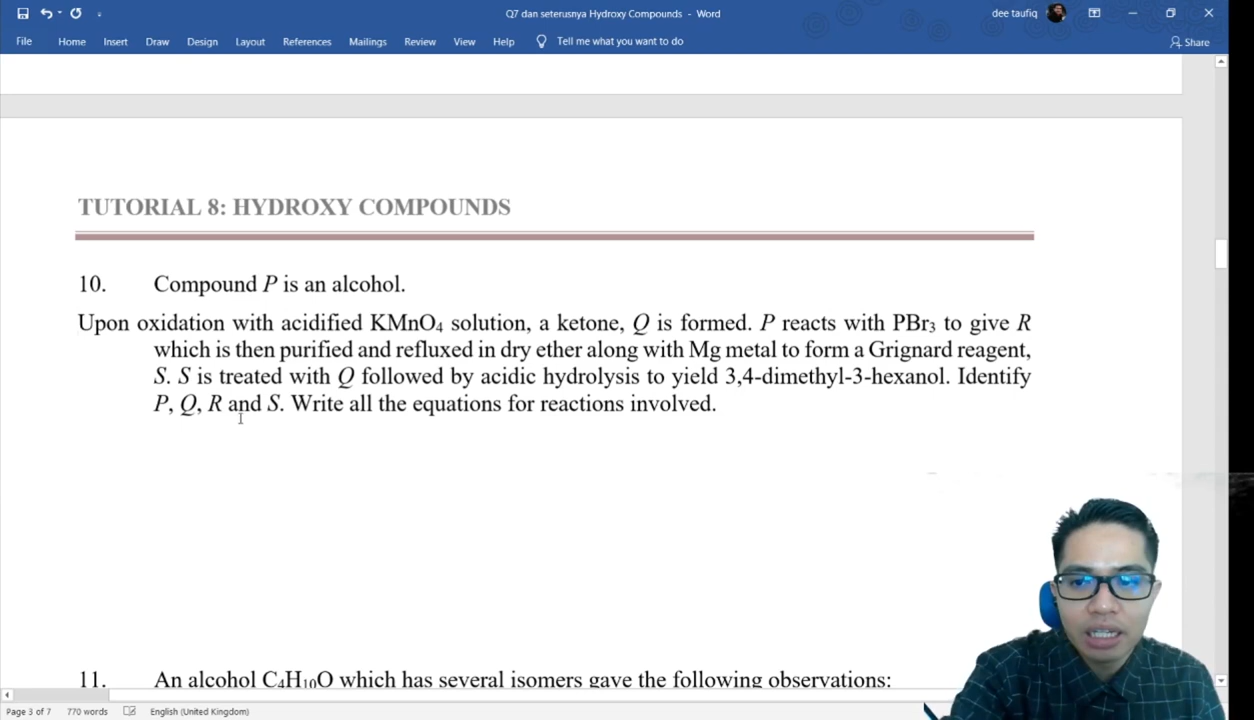 Q7 dan seterusnya Hydroxy Compounds - Word
dee taufiq
File Home Insert Draw Design Layout References Mailings Review View Help Tell me what you want to do Share
TUTORIAL 8: HYDROXY COMPOUNDS
10. Compound P is an alcohol.
Upon oxidation with acidified KMnO₄ solution, a ketone, Q is formed. P reacts with PBr₃ to give R
which is then purified and refluxed in dry ether along with Mg metal to form a Grignard reagent,
S. S is treated with Q followed by acidic hydrolysis to yield 3,4-dimethyl-3-hexanol. Identify
P, Q, R and S. Write all the equations for reactions involved.
11. An alcohol C₄H₁₀O which has several isomers gave the following observations:
Page 3 of 7 770 words English (United Kingdom)